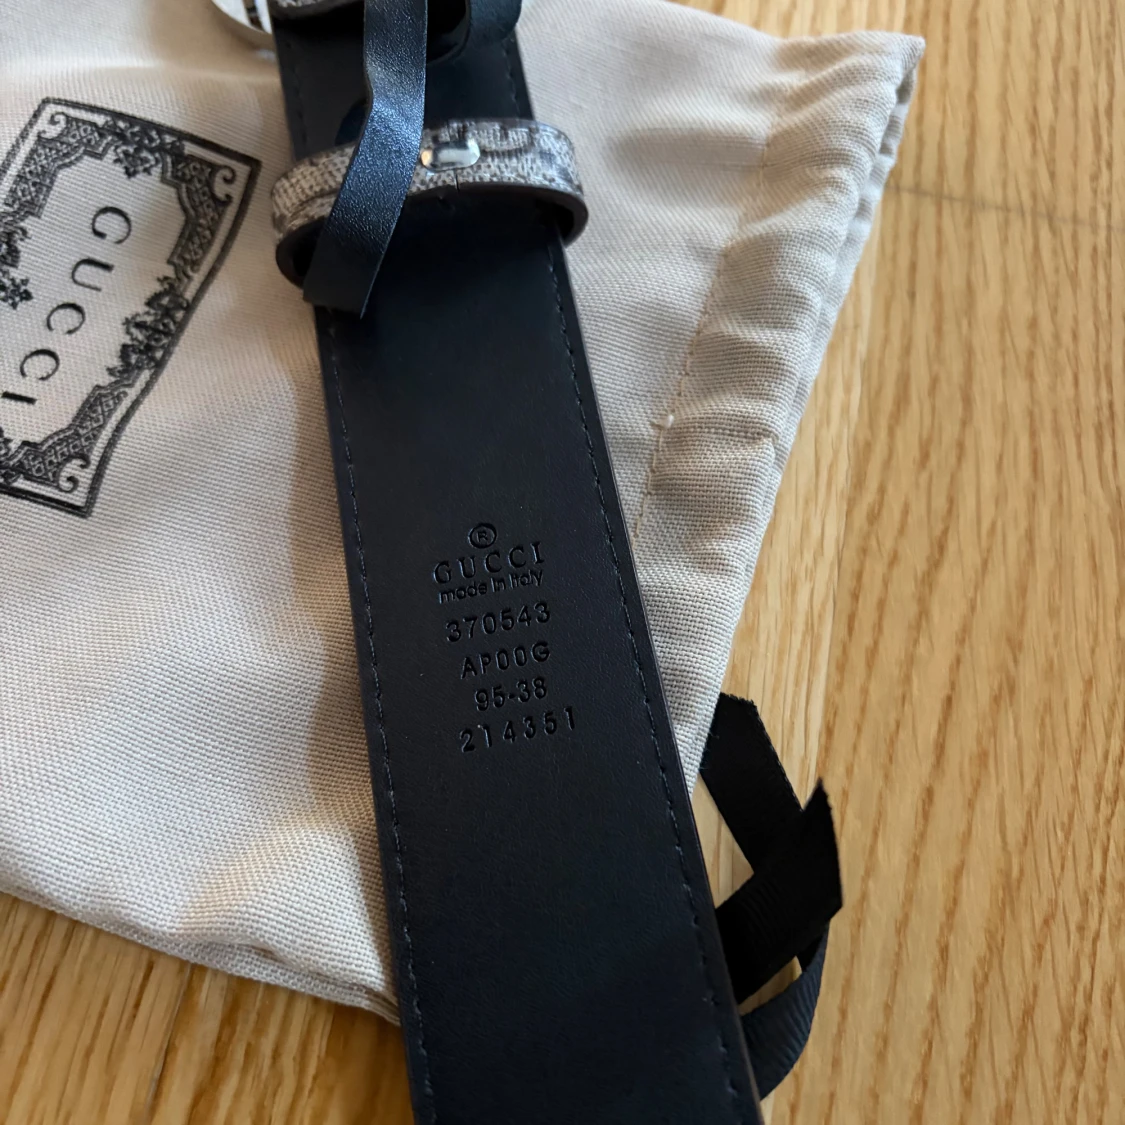 GUCCI
®
GUCCI
made in italy
370543
AP00G
95-38
214351